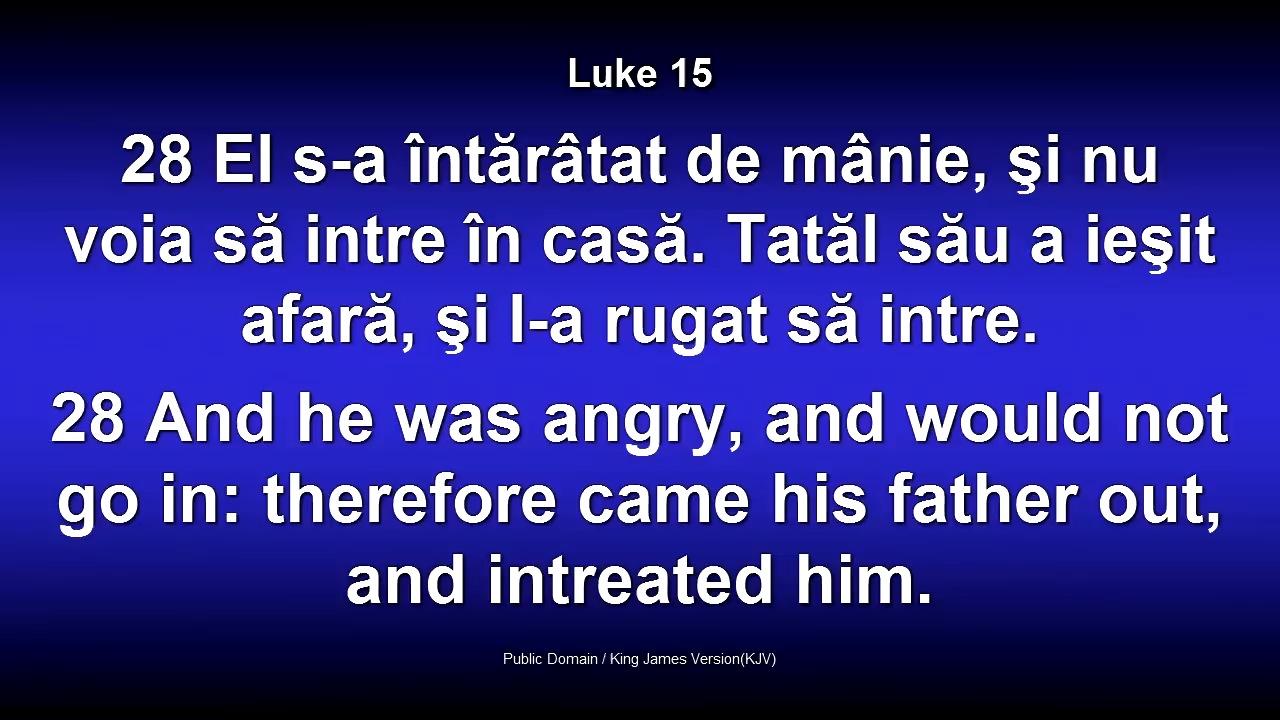 Luke 15
28 El s-a întărâtat de mânie, şi nu
voia să intre în casă. Tatăl său a ieşit
afară, şi l-a rugat să intre.
28 And he was angry, and would not
go in: therefore came his father out,
and intreated him.
Public Domain / King James Version(KJV)